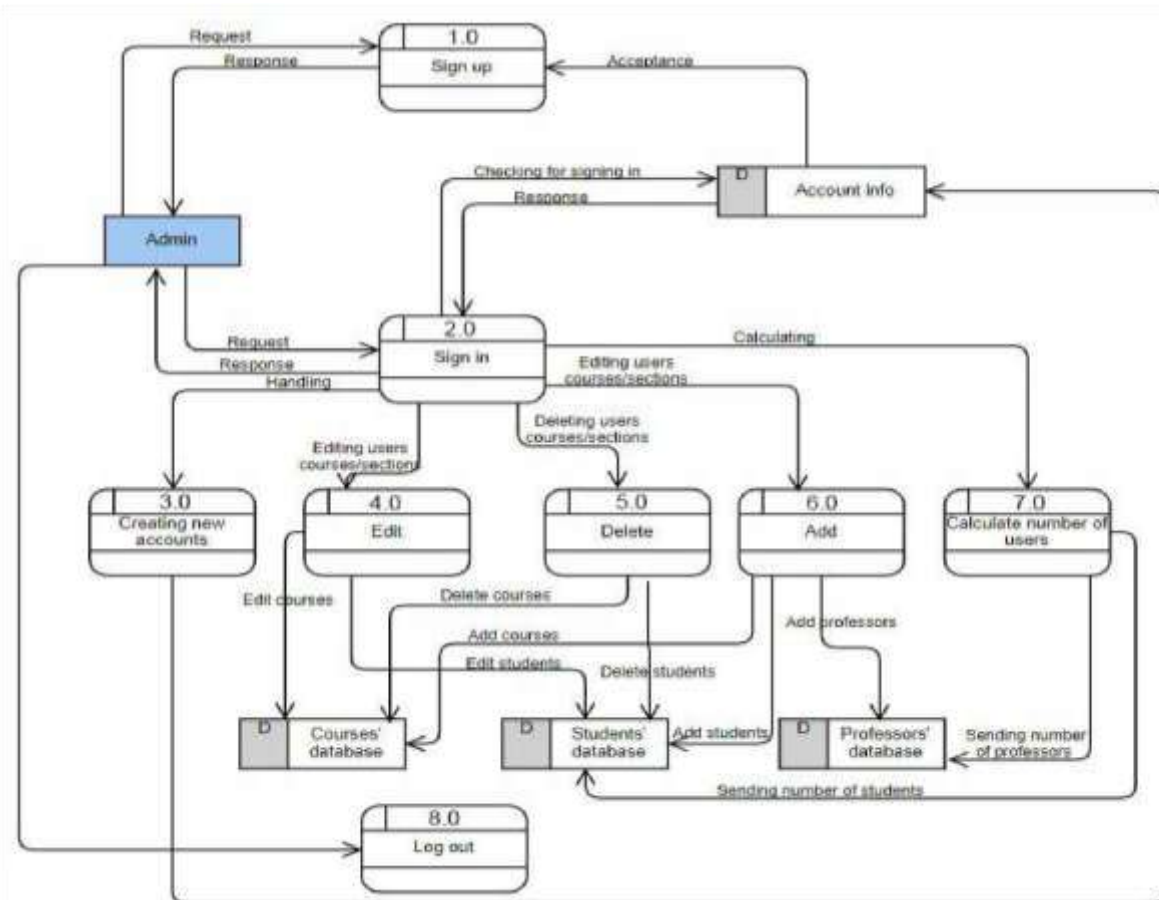 1.0
Request
Response
Sign up
Acceptance
Checking for signing in
D
Account info
Response
Admin
2.0
Request
Sign in
Calculating
Response
Editing users
courses/sections
Handling
Deleting users
courses/sections
Editing users
courses/sections
3.0
Creating new
accounts
4.0
Edit
5.0
Delete
6.0
Add
7.0
Calculate number of
users
Edit courses
Delete courses
Add courses
Add professors
Edit students
Delete students
D
Courses'
database
D
Students'
database
Add students
D
Professors'
database
Sending number
of professors
Sending number of students
8.0
Log out